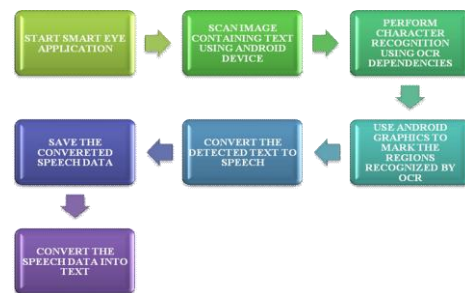 START SMART EYE
APPLICATION
SCAN IMAGE
CONTAINING TEXT
USING ANDROID
DEVICE
PERFORM
CHARACTER
RECOGNITION
USING OCR
DEPENDENCIES
USE ANDROID
GRAPHICS TO
MARK THE
REGIONS
RECOGNIZED BY
OCR
CONVERT THE
DETECTED TEXT TO
SPEECH
SAVE THE
CONVERETED
SPEECH DATA
CONVERT THE
SPEECH DATA INTO
TEXT